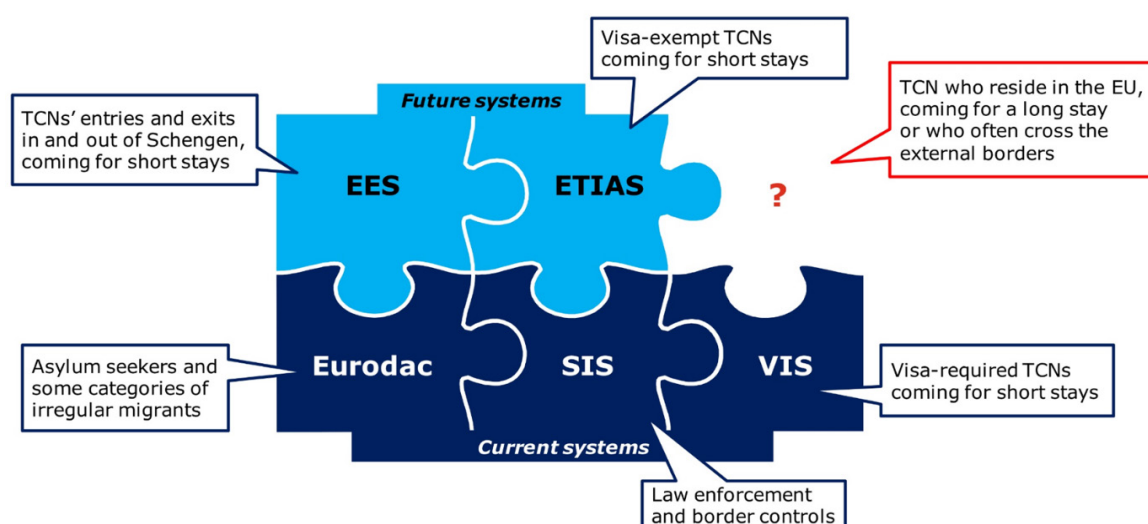 Visa-exempt TCNs
coming for short stays
Future systems
TCNs’ entries and exits
in and out of Schengen,
coming for short stays
TCN who reside in the EU,
coming for a long stay
or who often cross the
external borders
EES
ETIAS
?
Asylum seekers and
some categories of
irregular migrants
Eurodac
SIS
VIS
Visa-required TCNs
coming for short stays
Current systems
Law enforcement
and border controls